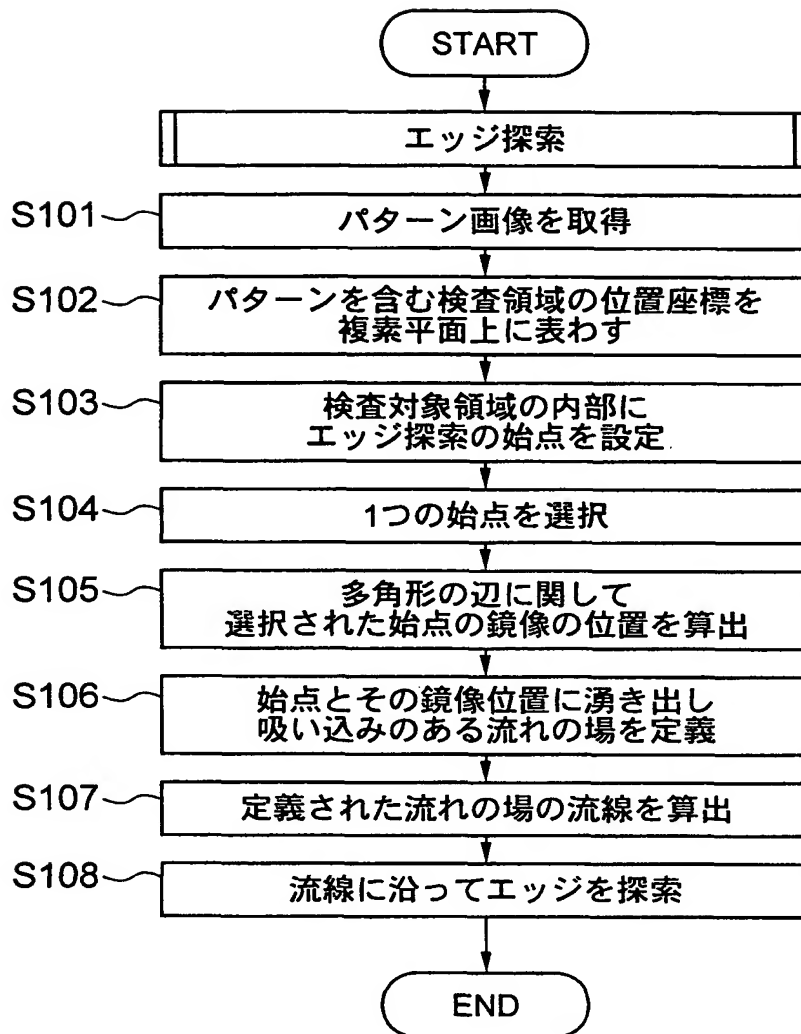 START
エッジ探索
S101
パターン画像を取得
S102
パターンを含む検査領域の位置座標を
複素平面上に表わす
S103
検査対象領域の内部に
エッジ探索の始点を設定
S104
1つの始点を選択
S105
多角形の辺に関して
選択された始点の鏡像の位置を算出
S106
始点とその鏡像位置に湧き出し
吸い込みのある流れの場を定義
S107
定義された流れの場の流線を算出
S108
流線に沿ってエッジを探索
END